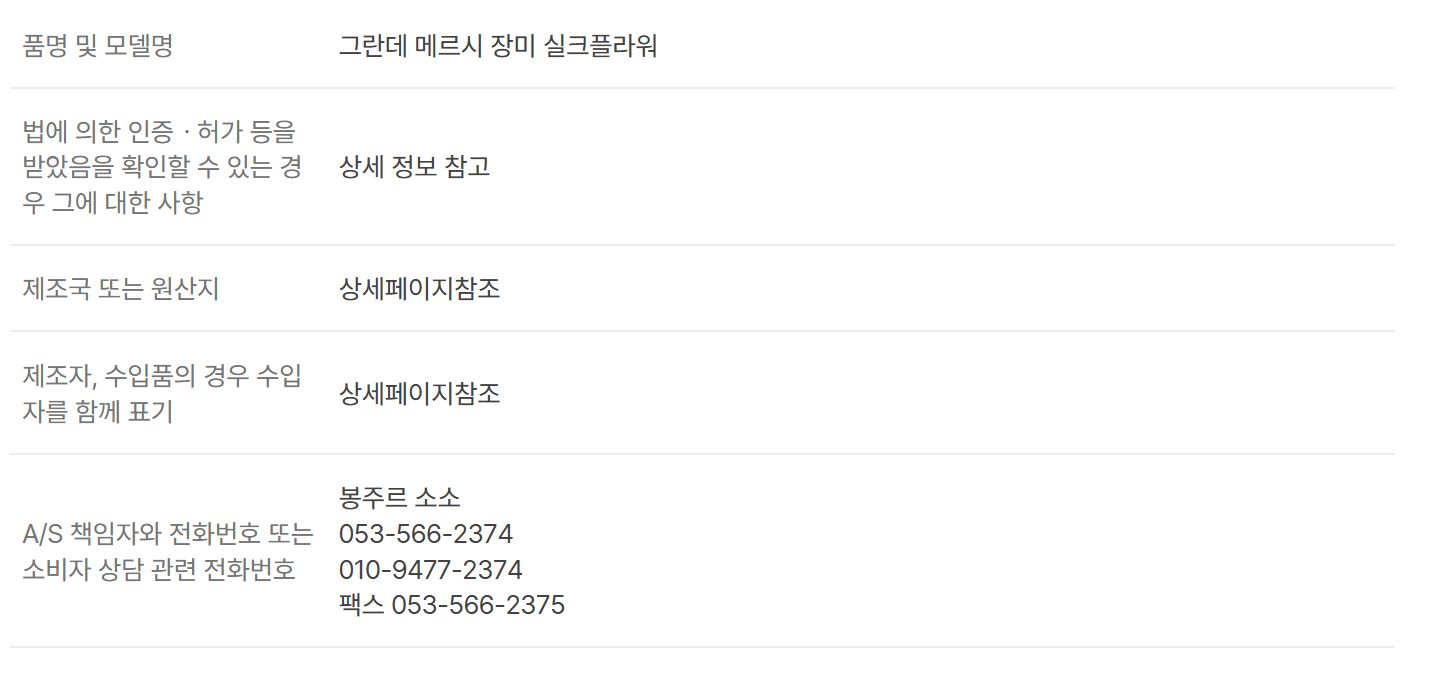 품명 및 모델명
그란데 메르시 장미 실크플라워
법에 의한 인증 · 허가 등을
받았음을 확인할 수 있는 경
우 그에 대한 사항
상세 정보 참고
제조국 또는 원산지
상세페이지참조
제조자, 수입품의 경우 수입
자를 함께 표기
상세페이지참조
A/S 책임자와 전화번호 또는
소비자 상담 관련 전화번호
봉주르 소소
053-566-2374
010-9477-2374
팩스 053-566-2375